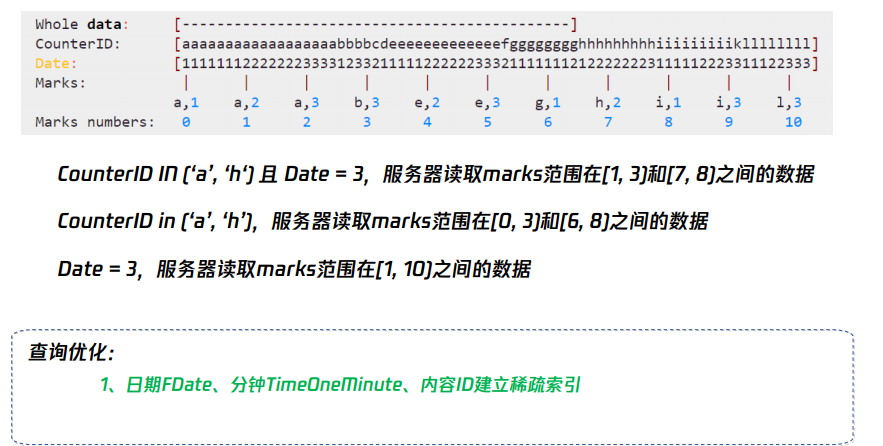 Whole data: [---------------------------------------------]
CounterID: [aaaaaaaaaaaaaaaaaabbbbcdeeeeeeeeeeeeefgggggggghhhhhhhhhiiiiiiiiikllllllll]
Date: [1111111222222233331233211111222222333211111112122222223111112223311122333]
Marks: | | | | | | | | | | |
a,1 a,2 a,3 b,3 e,2 e,3 g,1 h,2 i,1 i,3 l,3
Marks numbers: 0 1 2 3 4 5 6 7 8 9 10
CounterID IN (‘a’, ‘h‘) 且 Date = 3，服务器读取marks范围在[1, 3)和[7, 8)之间的数据
CounterID in (‘a’, ‘h’)，服务器读取marks范围在[0, 3)和[6, 8)之间的数据
Date = 3，服务器读取marks范围在[1, 10)之间的数据
查询优化：
1、日期FDate、分钟TimeOneMinute、内容ID建立稀疏索引